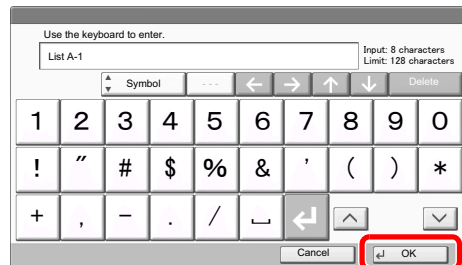 Use the keyboard to enter.
List A-1
Input: 8 characters
Limit: 128 characters
Symbol - - - ← → ↑ ↓ Delete
1 2 3 4 5 6 7 8 9 0
! " # $ % & ' ( ) *
+ , - . /
Cancel OK